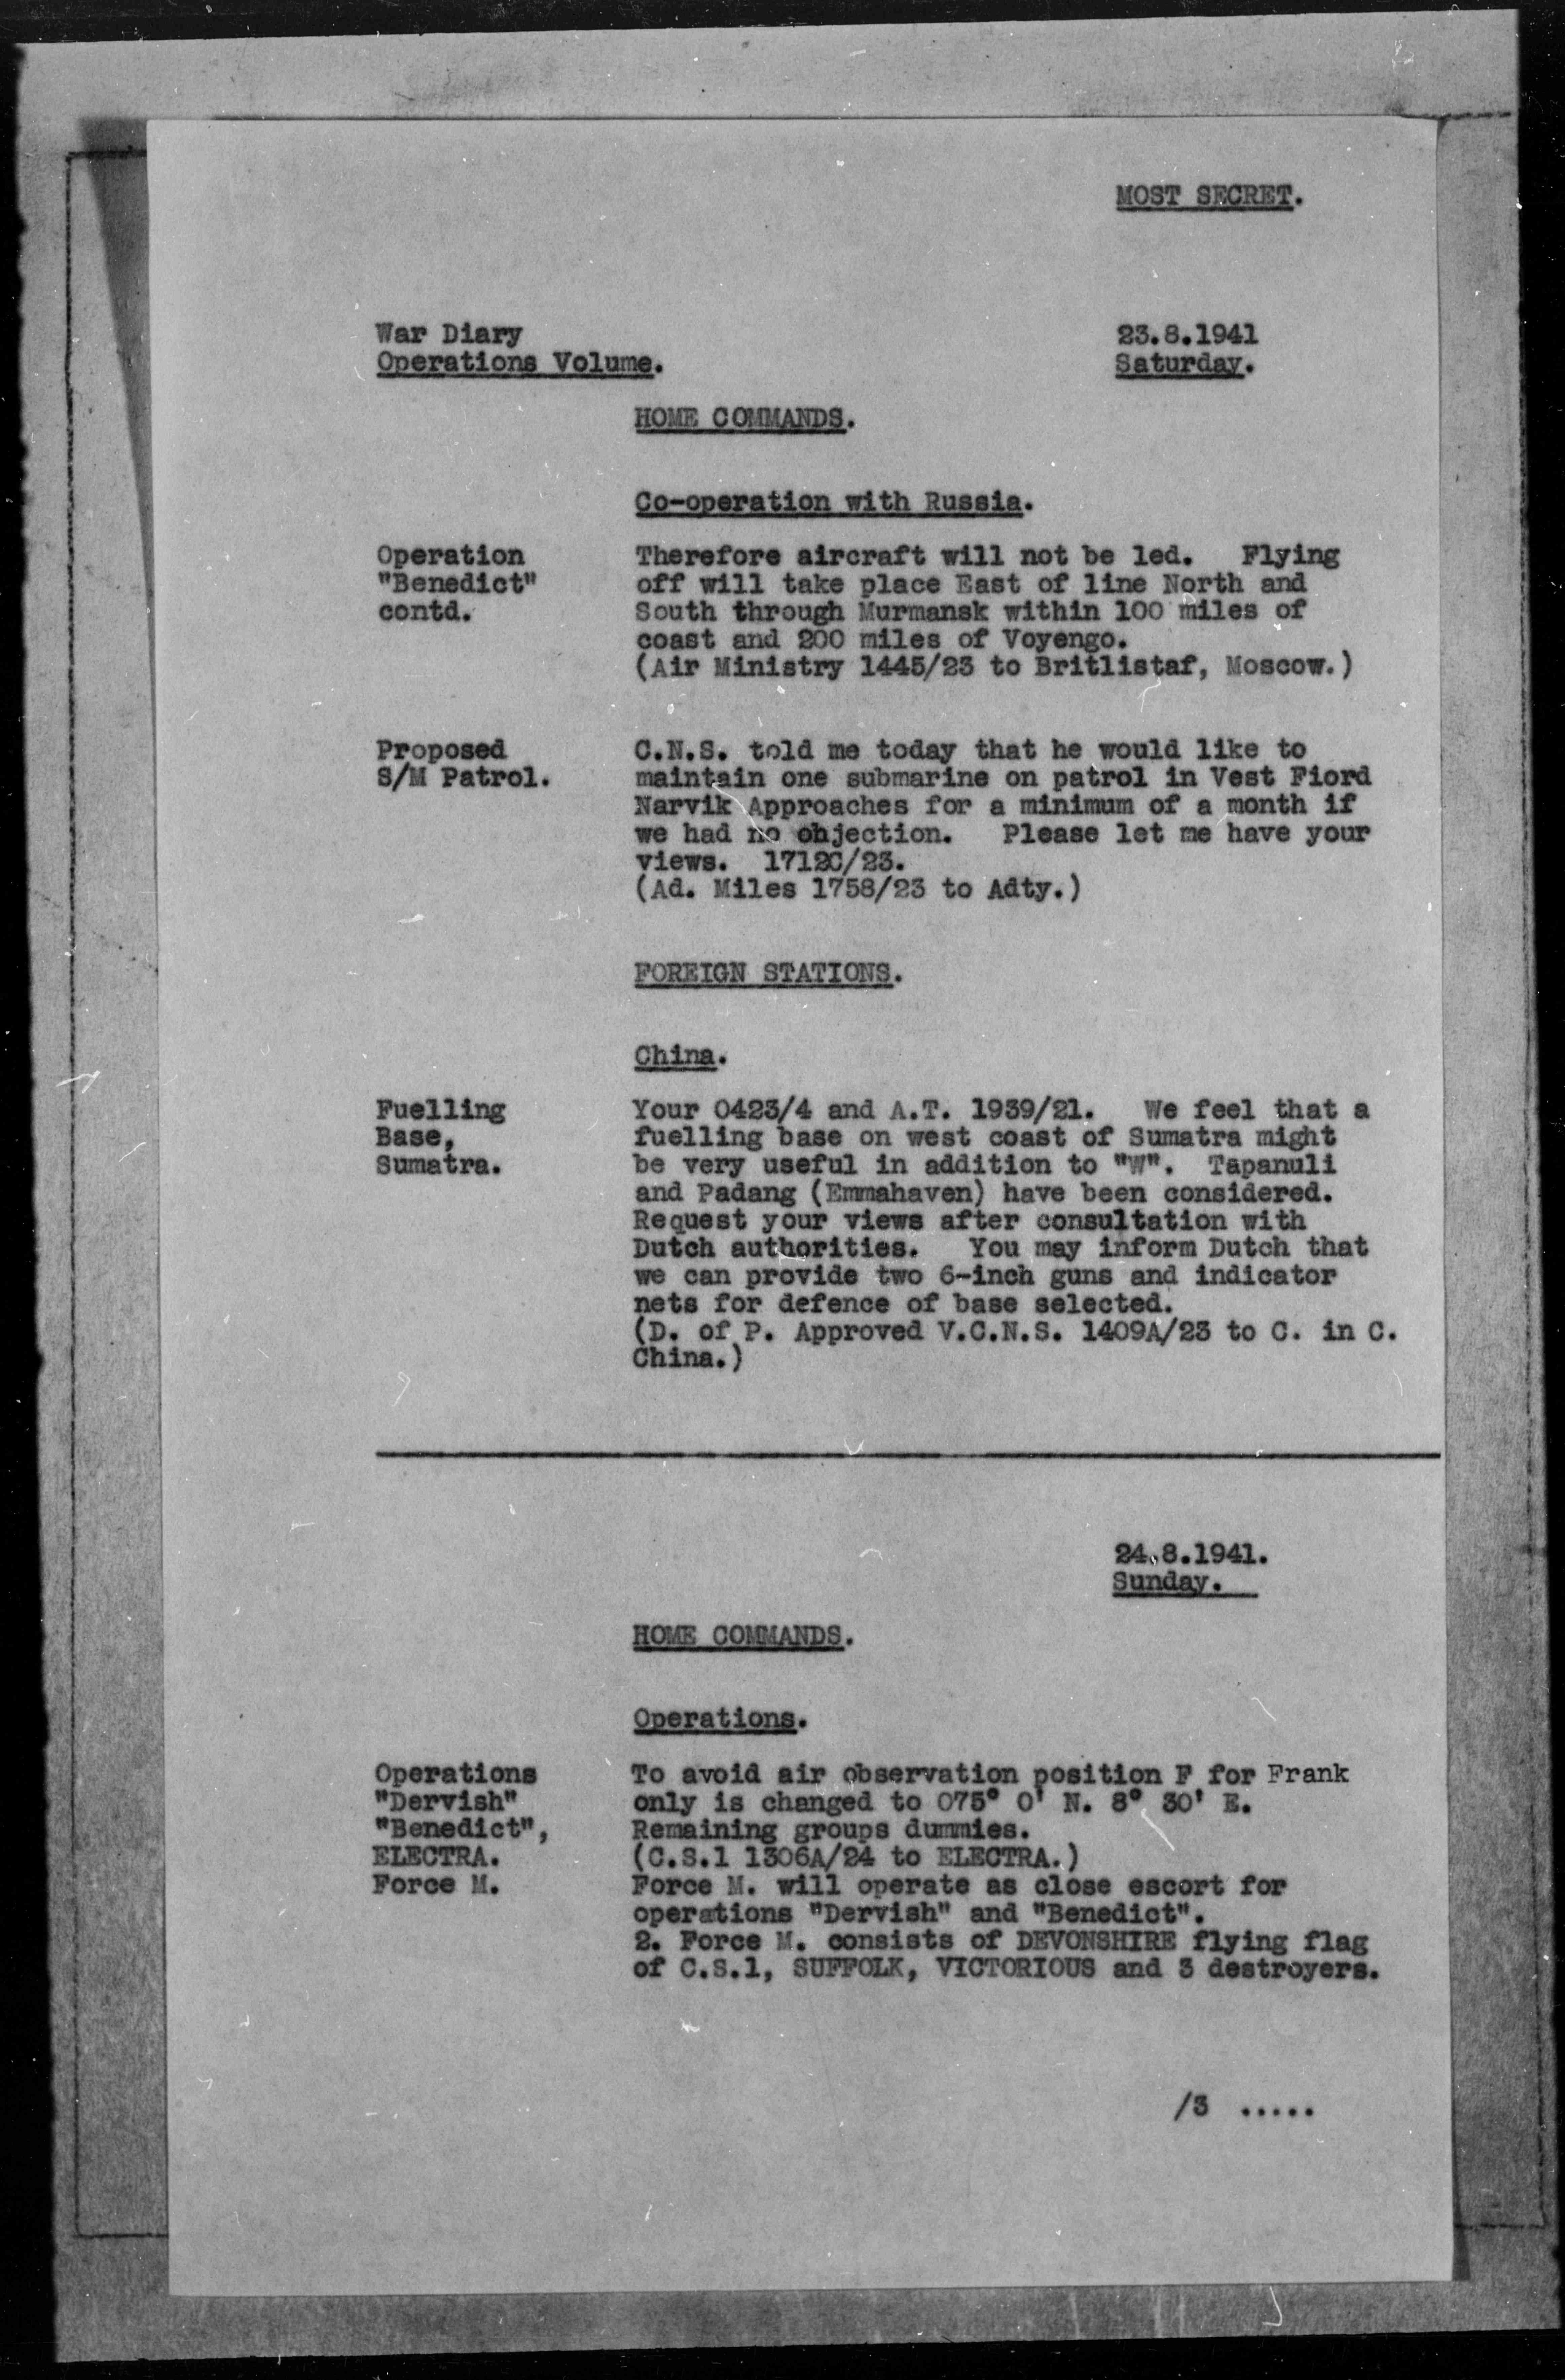 MOST SECRET.
War Diary
Operations Volume.
23.8.1941
Saturday.
HOME COMMANDS.
Co-operation with Russia.
Operation
"Benedict"
contd.
Therefore aircraft will not be led. Flying
off will take place East of line North and
South through Murmansk within 100 miles of
coast and 200 miles of Voyengo.
(Air Ministry 1445/23 to Britlistaf, Moscow.)
Proposed
S/M Patrol.
C.N.S. told me today that he would like to
maintain one submarine on patrol in Vest Fiord
Narvik Approaches for a minimum of a month if
we had no ohjection. Please let me have your
views. 1712C/23.
(Ad. Miles 1758/23 to Adty.)
FOREIGN STATIONS.
China.
Fuelling
Base,
Sumatra.
Your 0423/4 and A.T. 1939/21. We feel that a
fuelling base on west coast of Sumatra might
be very useful in addition to "W". Tapanuli
and Padang (Emmahaven) have been considered.
Request your views after consultation with
Dutch authorities. You may inform Dutch that
we can provide two 6-inch guns and indicator
nets for defence of base selected.
(D. of P. Approved V.C.N.S. 1409A/23 to C. in C.
China.)
24.8.1941.
Sunday.
HOME COMMANDS.
Operations.
Operations
"Dervish"
"Benedict",
ELECTRA.
Force M.
To avoid air observation position F for Frank
only is changed to 075° 0' N. 8° 30' E.
Remaining groups dummies.
(C.S.1 1306A/24 to ELECTRA.)
Force M. will operate as close escort for
operations "Dervish" and "Benedict".
2. Force M. consists of DEVONSHIRE flying flag
of C.S.1, SUFFOLK, VICTORIOUS and 3 destroyers.
/3 .....